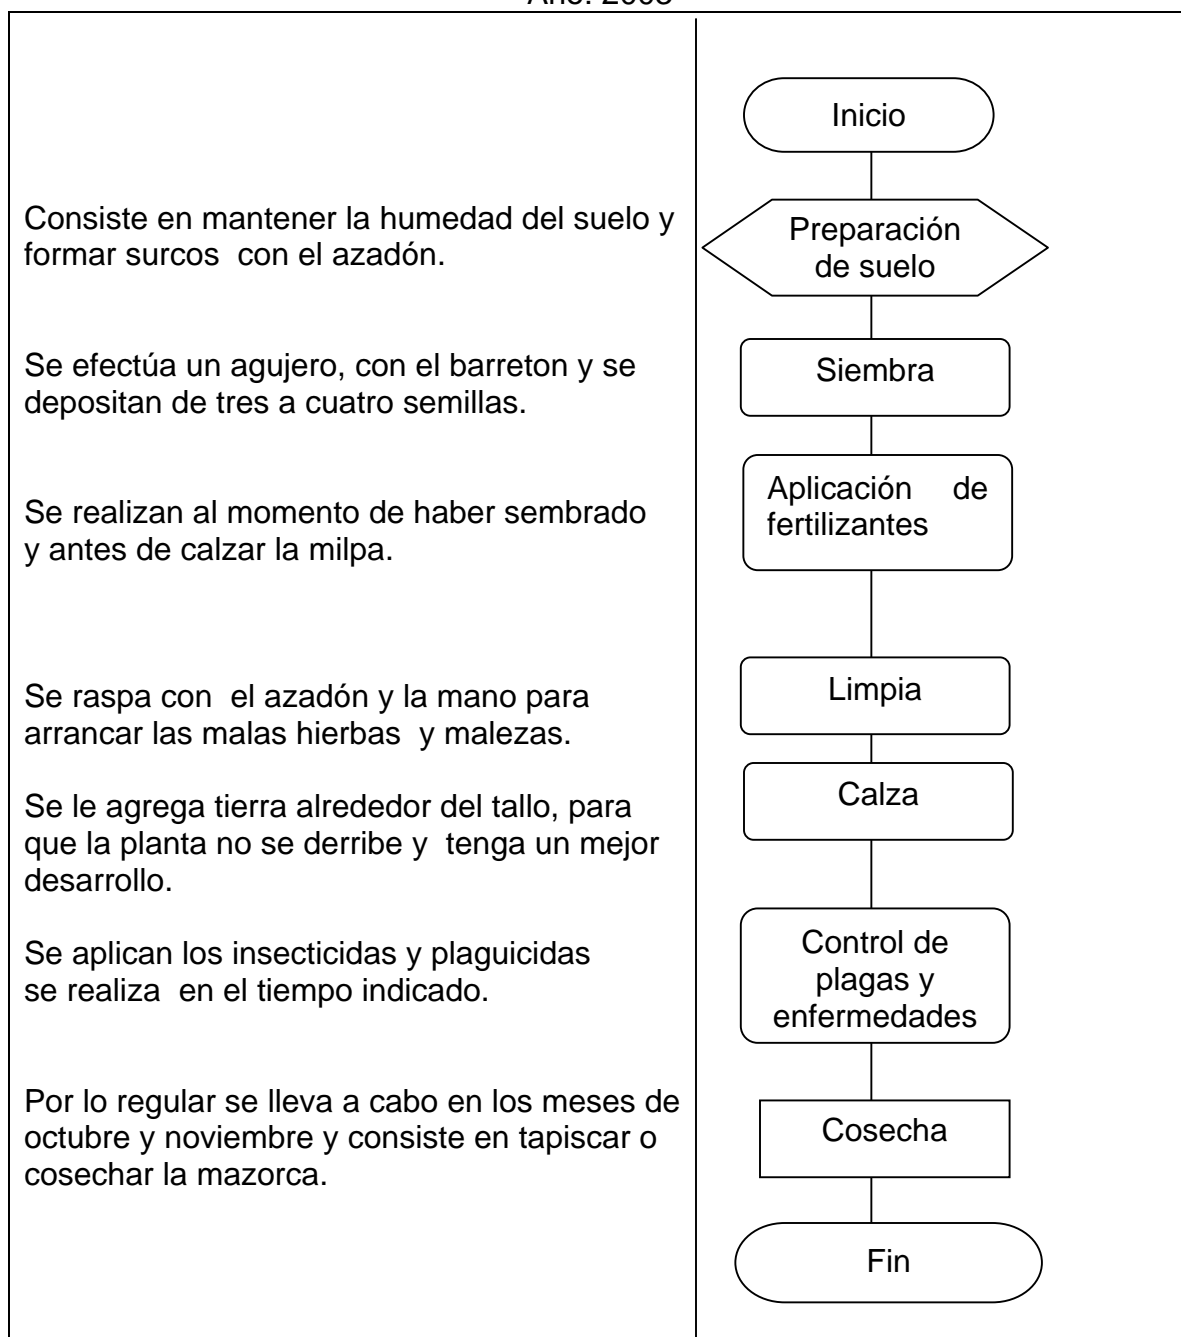 Inicio
Consiste en mantener la humedad del suelo y
formar surcos con el azadón.
Preparación
de suelo
Se efectúa un agujero, con el barreton y se
depositan de tres a cuatro semillas.
Siembra
Se realizan al momento de haber sembrado
y antes de calzar la milpa.
Aplicación de
fertilizantes
Se raspa con el azadón y la mano para
arrancar las malas hierbas y malezas.
Limpia
Se le agrega tierra alrededor del tallo, para
que la planta no se derribe y tenga un mejor
desarrollo.
Calza
Se aplican los insecticidas y plaguicidas
se realiza en el tiempo indicado.
Control de
plagas y
enfermedades
Por lo regular se lleva a cabo en los meses de
octubre y noviembre y consiste en tapiscar o
cosechar la mazorca.
Cosecha
Fin